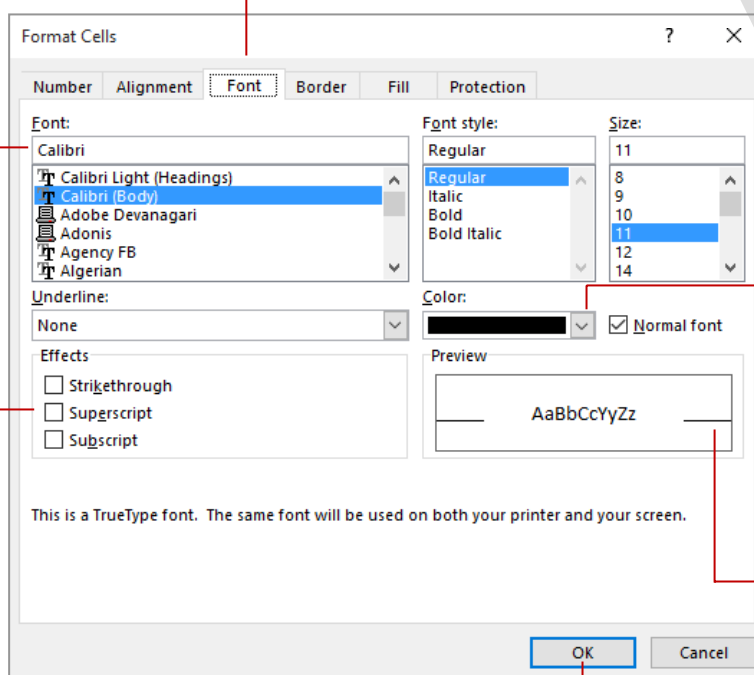 Format Cells ?
Number Alignment Font Border Fill Protection
Font: Font style: Size:
Calibri Regular 11
Calibri Light (Headings) Regular 8
Calibri (Body) Italic 9
Adobe Devanagari Bold 10
Adonis Bold Italic 11
Agency FB 12
Algerian 14
Underline: Color:
None Normal font
Effects Preview
Strikethrough
Superscript AaBbCcYyZz
Subscript
This is a TrueType font. The same font will be used on both your printer and your screen.
OK Cancel